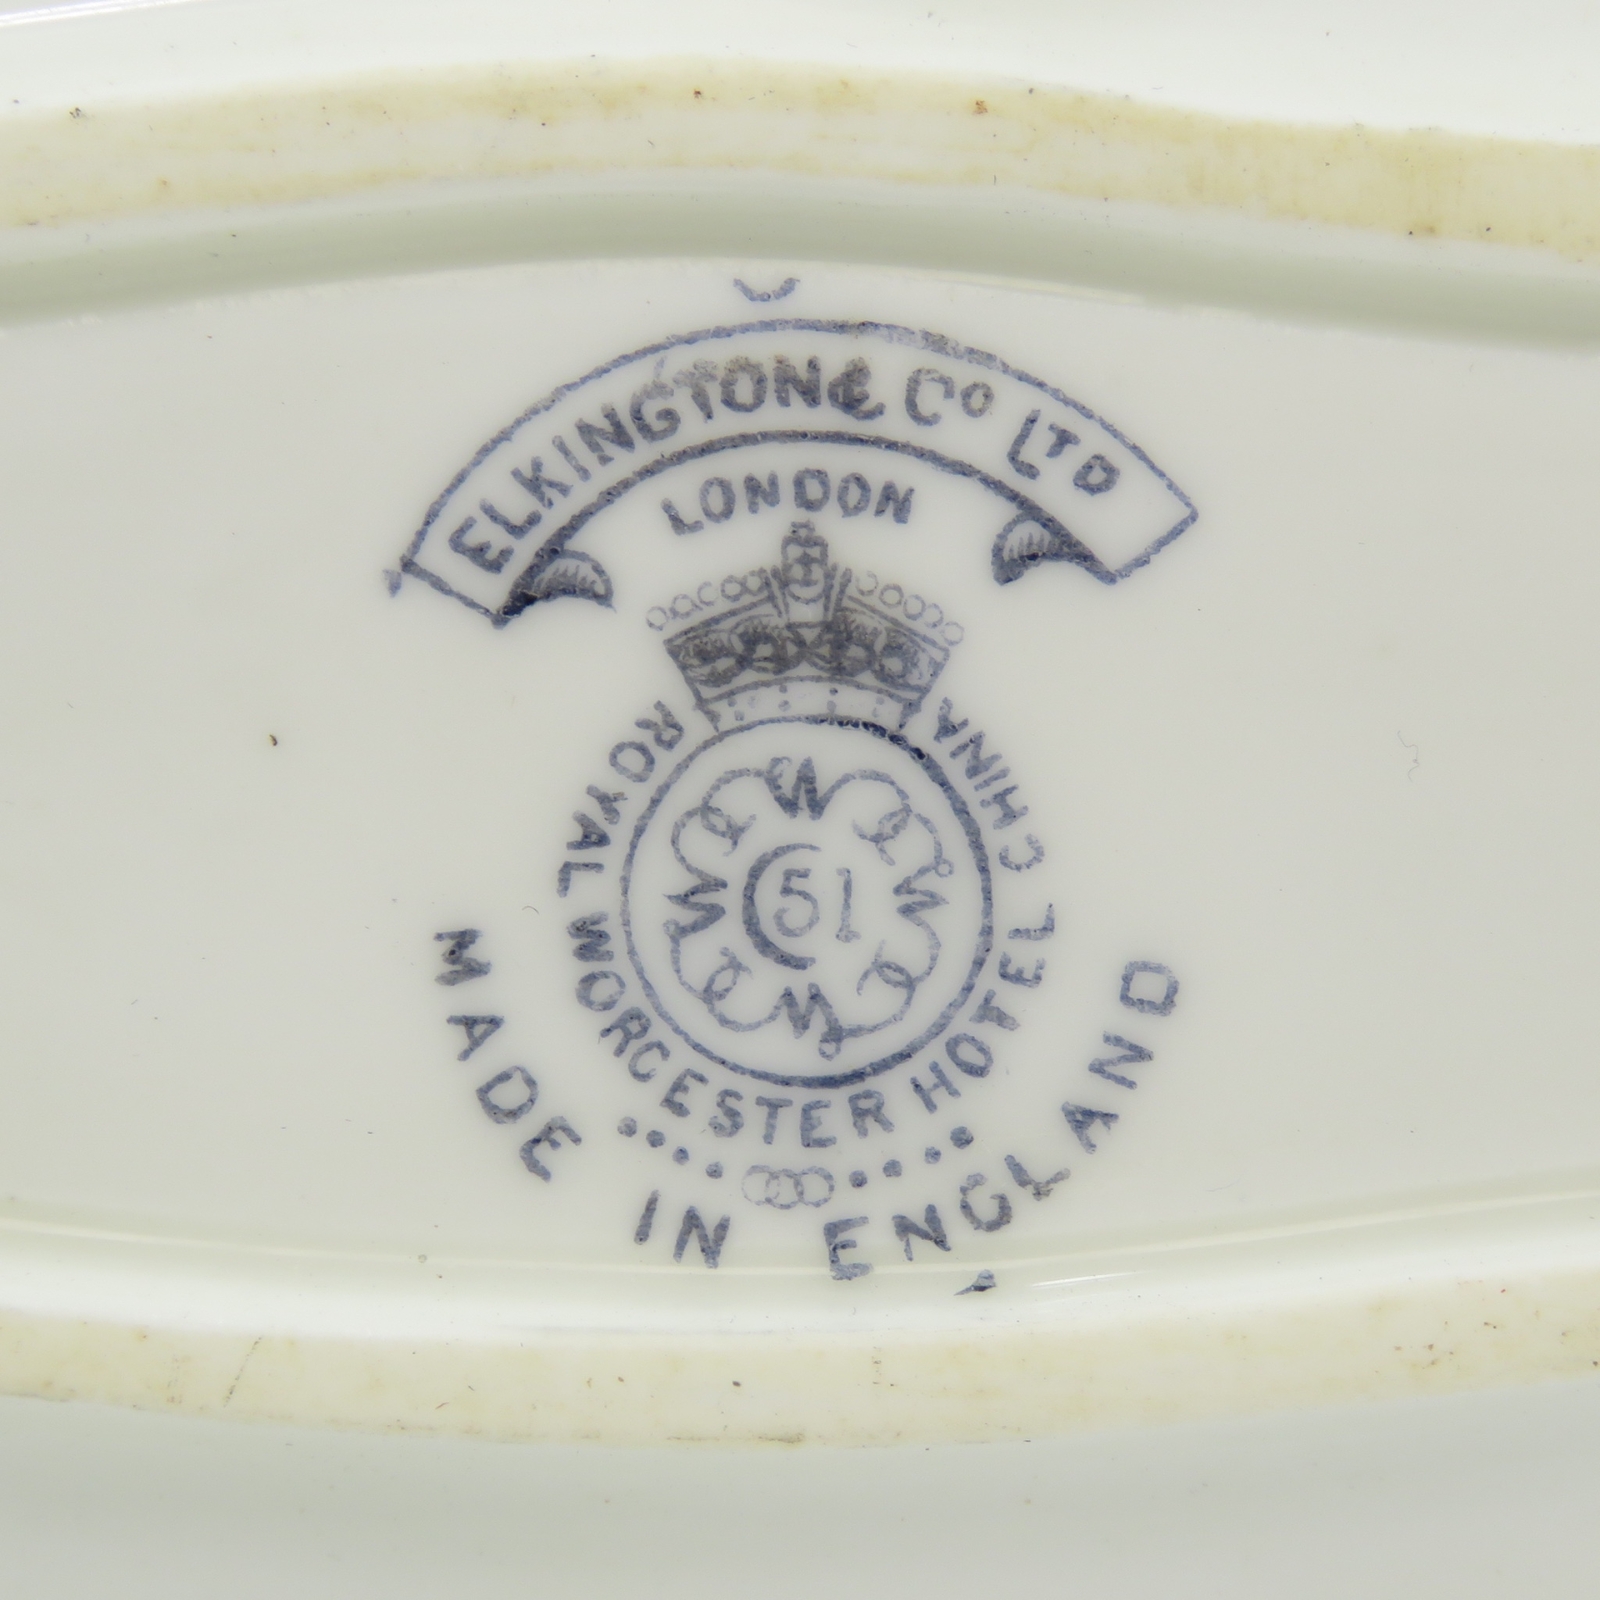 ELKINGTON & Co LTD
LONDON
ROYAL WORCESTER HOTEL CHINA
W W W W
51
MADE IN ENGLAND